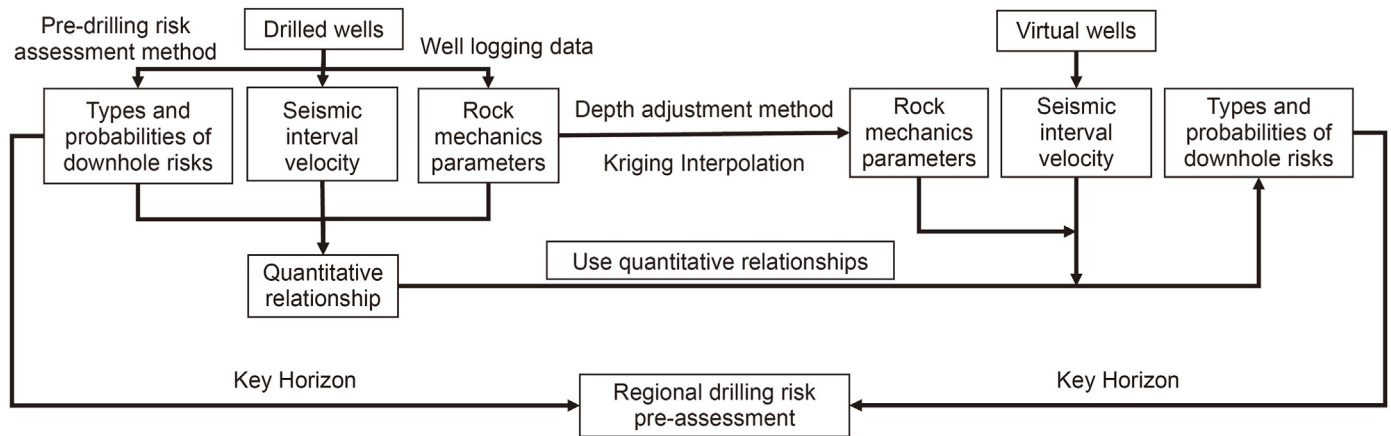 Pre-drilling risk
assessment method
Drilled wells
Well logging data
Virtual wells
Types and
probabilities of
downhole risks
Seismic
interval
velocity
Rock
mechanics
parameters
Depth adjustment method
Kriging Interpolation
Rock
mechanics
parameters
Seismic
interval
velocity
Types and
probabilities of
downhole risks
Quantitative
relationship
Use quantitative relationships
Key Horizon
Regional drilling risk
pre-assessment
Key Horizon